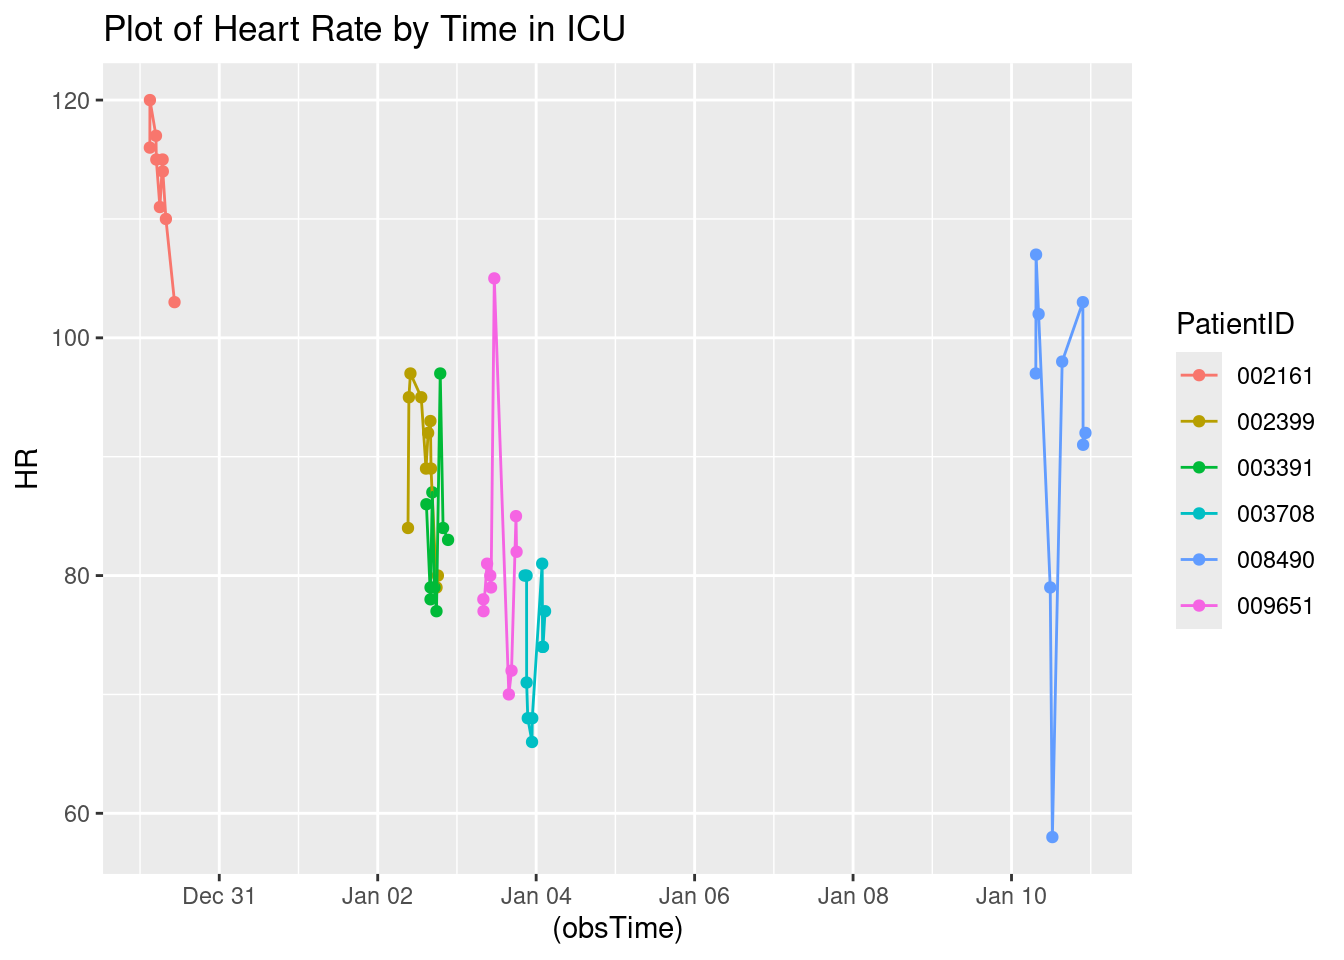 Plot of Heart Rate by Time in ICU
120
100
80
60
HR
Dec 31
Jan 02
Jan 04
Jan 06
Jan 08
Jan 10
(obsTime)
PatientID
002161
002399
003391
003708
008490
009651